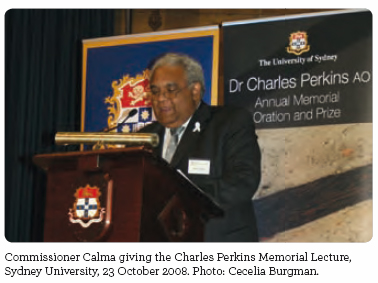 The University of Sydney
Dr Charles Perkins AO
Annual Memorial
Oration and Prize
Commissioner Calma giving the Charles Perkins Memorial Lecture,
Sydney University, 23 October 2008. Photo: Cecelia Burgman.